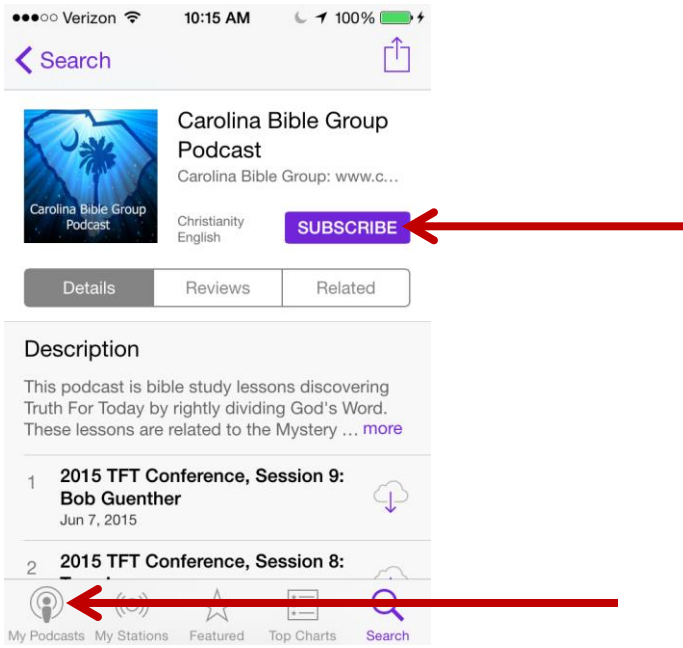 ●●●○○ Verizon 10:15 AM 100%
Search
Carolina Bible Group
Podcast
Carolina Bible Group: www.c...
Carolina Bible Group
Podcast
Christianity
English
SUBSCRIBE
Details Reviews Related
Description
This podcast is bible study lessons discovering
Truth For Today by rightly dividing God's Word.
These lessons are related to the Mystery ... more
1 2015 TFT Conference, Session 9:
Bob Guenther
Jun 7, 2015
2 2015 TFT Conference, Session 8:
My Podcasts My Stations Featured Top Charts Search